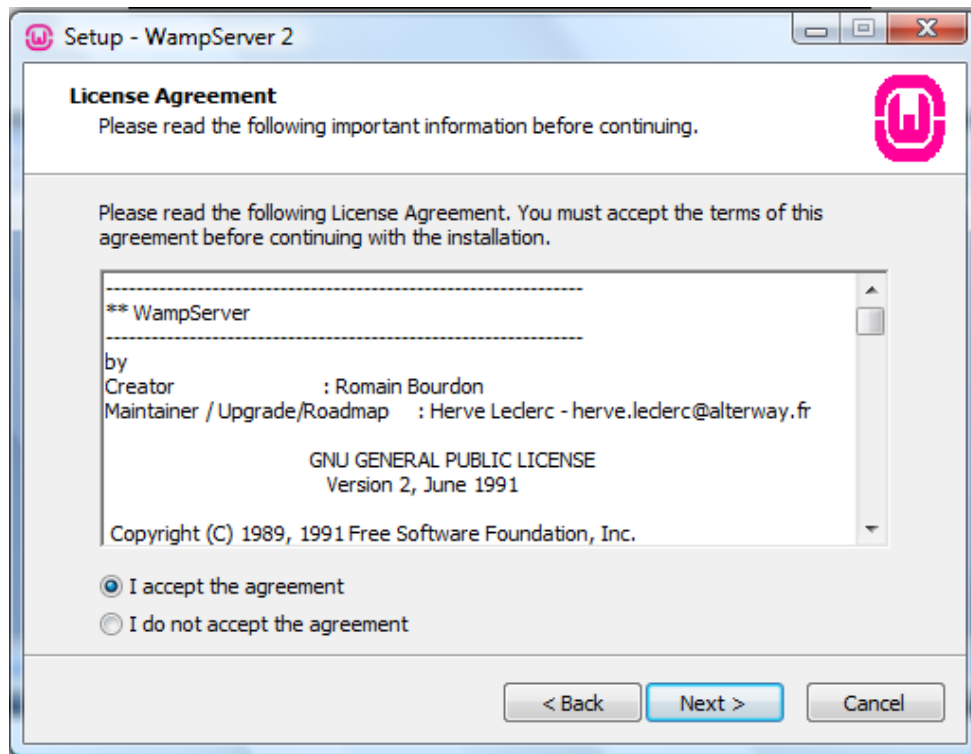 Setup - WampServer 2
License Agreement
Please read the following important information before continuing.
Please read the following License Agreement. You must accept the terms of this
agreement before continuing with the installation.
----------------------------------------------------------------
** WampServer
----------------------------------------------------------------
by
Creator : Romain Bourdon
Maintainer / Upgrade/Roadmap : Herve Leclerc - herve.leclerc@alterway.fr
GNU GENERAL PUBLIC LICENSE
Version 2, June 1991
Copyright (C) 1989, 1991 Free Software Foundation, Inc.
I accept the agreement
I do not accept the agreement
< Back Next > Cancel